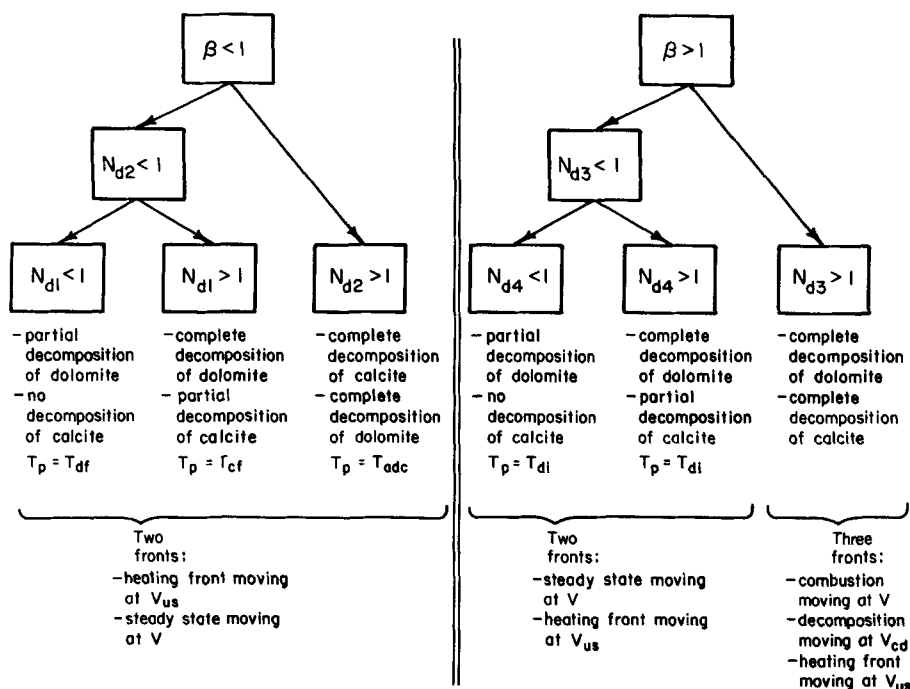 β < 1
N_d2 < 1
N_d1 < 1
N_d1 > 1
N_d2 > 1
- partial
decomposition
of dolomite
- no
decomposition
of calcite
T_p = T_df
- complete
decomposition
of dolomite
- partial
decomposition
of calcite
T_p = T_cf
- complete
decomposition
of calcite
- complete
decomposition
of dolomite
T_p = T_adc
Two
fronts:
- heating front moving
at V_us
- steady state moving
at V
β > 1
N_d3 < 1
N_d4 < 1
N_d4 > 1
N_d3 > 1
- partial
decomposition
of dolomite
- no
decomposition
of calcite
T_p = T_di
- complete
decomposition
of dolomite
- partial
decomposition
of calcite
T_p = T_di
- complete
decomposition
of dolomite
- complete
decomposition
of calcite
Two
fronts:
- steady state moving
at V
- heating front moving
at V_us
Three
fronts:
- combustion
moving at V
- decomposition
moving at V_cd
- heating front
moving at V_us